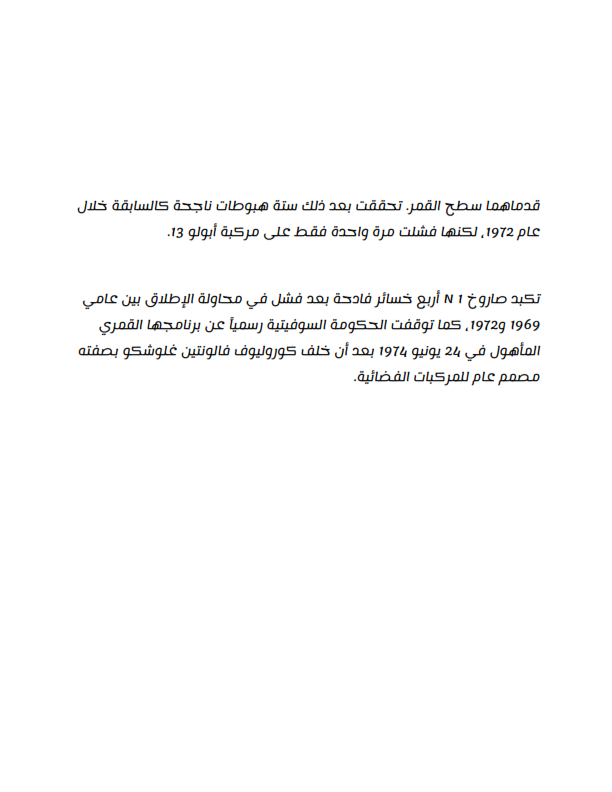 قدماهما سطح القمر. تحققت بعد ذلك ستة هبوطات ناجحة كالسابقة خلال
عام 1972، لكنها فشلت مرة واحدة فقط على مركبة أبولو 13.
تكبد صاروخ N 1 أربع خسائر فادحة بعد فشل في محاولة الإطلاق بين عامي
1969 و1972، كما توقفت الحكومة السوفيتية رسمياً عن برنامجها القمري
المأهول في 24 يونيو 1974 بعد أن خلف كوروليوف فالونتين غلوشكو بصفته
مصمم عام للمركبات الفضائية.